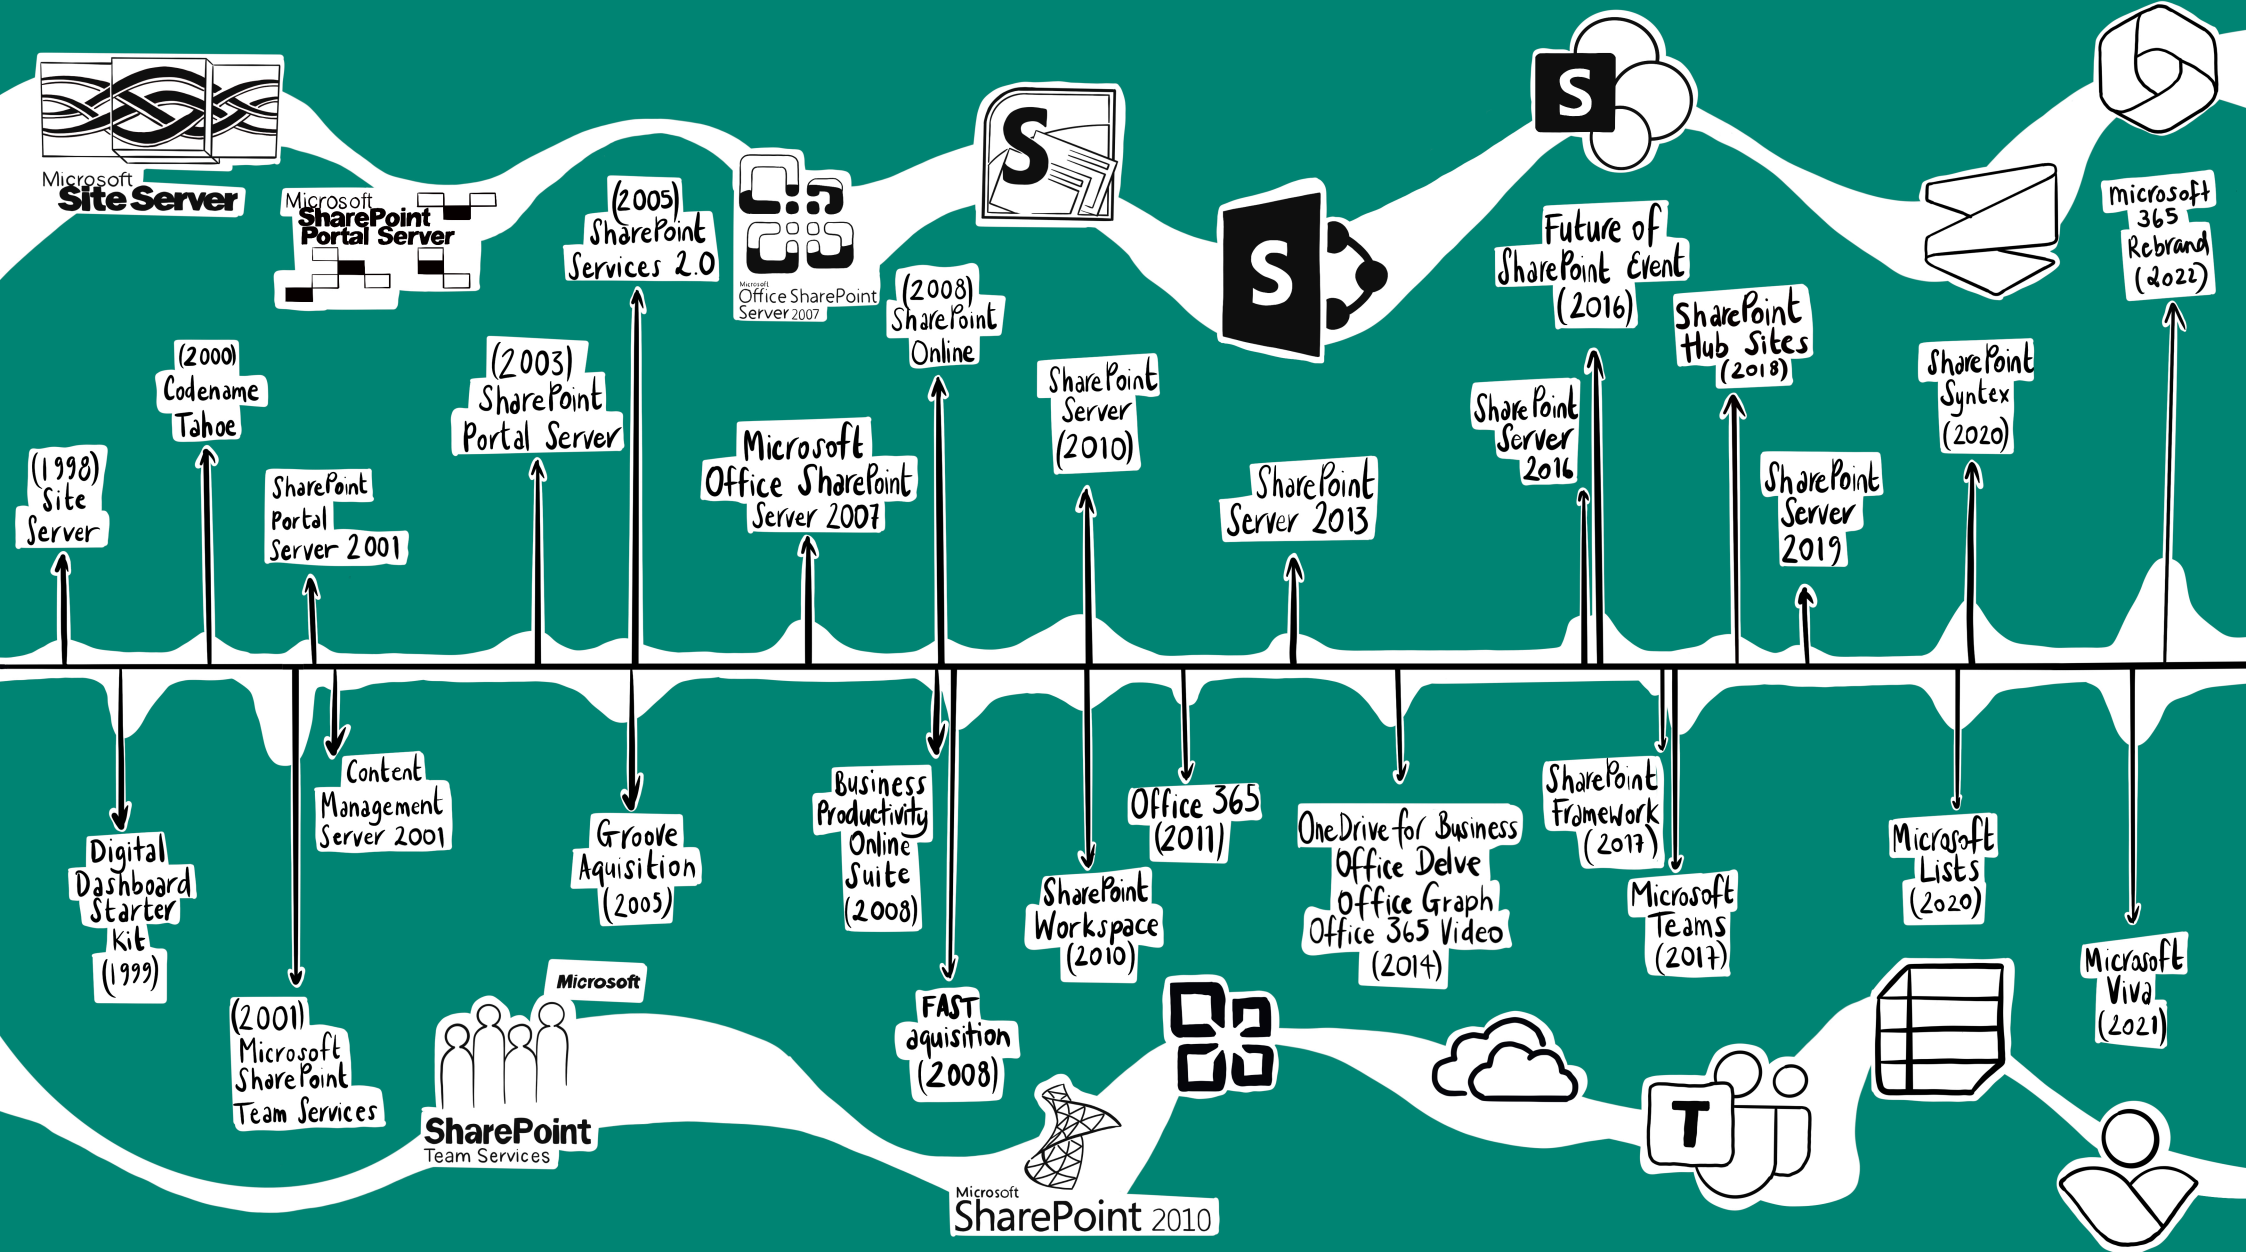 Microsoft
Site Server
Microsoft
SharePoint
Portal Server
(1998)
Site
Server
(2000)
Codename
Tahoe
SharePoint
Portal
Server 2001
(2003)
SharePoint
Portal Server
(2005)
SharePoint
Services 2.0
Microsoft
Office SharePoint
Server 2007
Microsoft
Office SharePoint
Server 2007
(2008)
SharePoint
Online
S
SharePoint
Server
(2010)
S
SharePoint
Server 2013
S
Future of
SharePoint Event
(2016)
SharePoint
Server
2016
SharePoint
Hub Sites
(2018)
SharePoint
Server
2019
SharePoint
Syntex
(2020)
Microsoft
365
Rebrand
(2022)
Digital
Dashboard
Starter
Kit
(1999)
(2001)
Microsoft
SharePoint
Team Services
Content
Management
Server 2001
Microsoft
SharePoint
Team Services
Groove
Aquisition
(2005)
Business
Productivity
Online
Suite
(2008)
FAST
aquisition
(2008)
SharePoint
Workspace
(2010)
Microsoft
SharePoint 2010
Office 365
(2011)
OneDrive for Business
Office Delve
Office Graph
Office 365 Video
(2014)
SharePoint
Framework
(2017)
Microsoft
Teams
(2017)
T
Microsoft
Lists
(2020)
Microsoft
Viva
(2021)